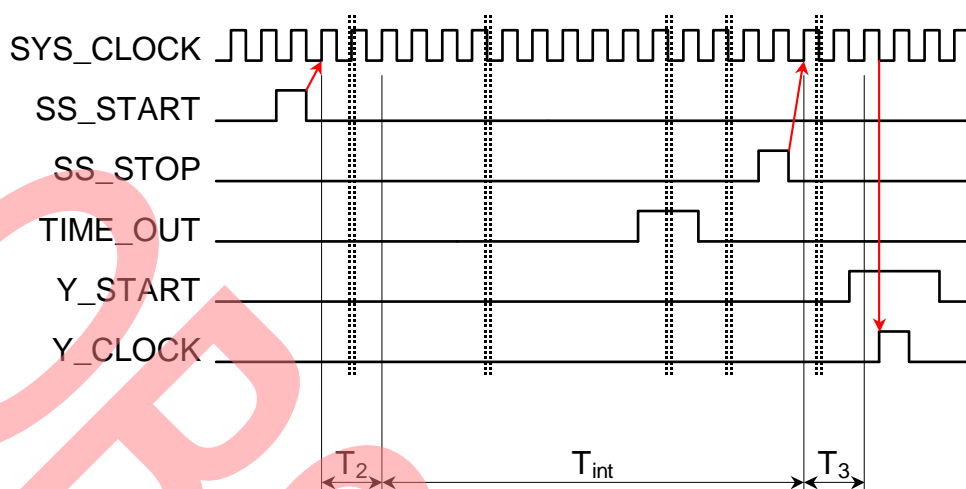 SYS_CLOCK
SS_START
SS_STOP
TIME_OUT
Y_START
Y_CLOCK
T2 Tint T3